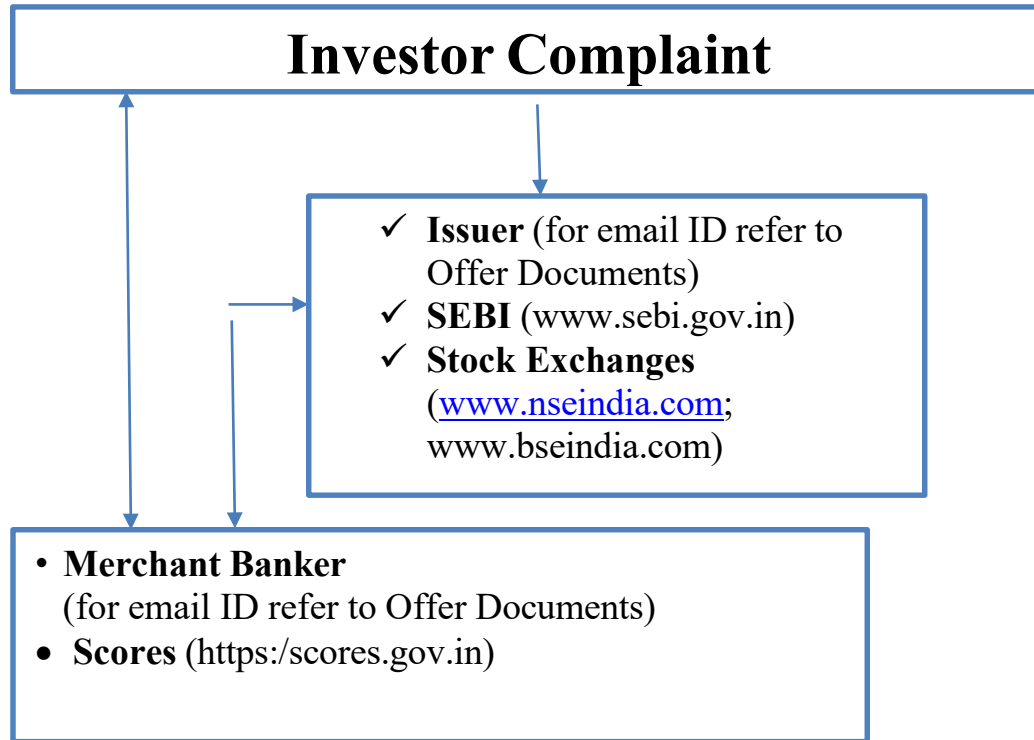 Investor Complaint
✓ Issuer (for email ID refer to
Offer Documents)
✓ SEBI (www.sebi.gov.in)
✓ Stock Exchanges
(www.nseindia.com;
www.bseindia.com)
• Merchant Banker
(for email ID refer to Offer Documents)
• Scores (https:/scores.gov.in)